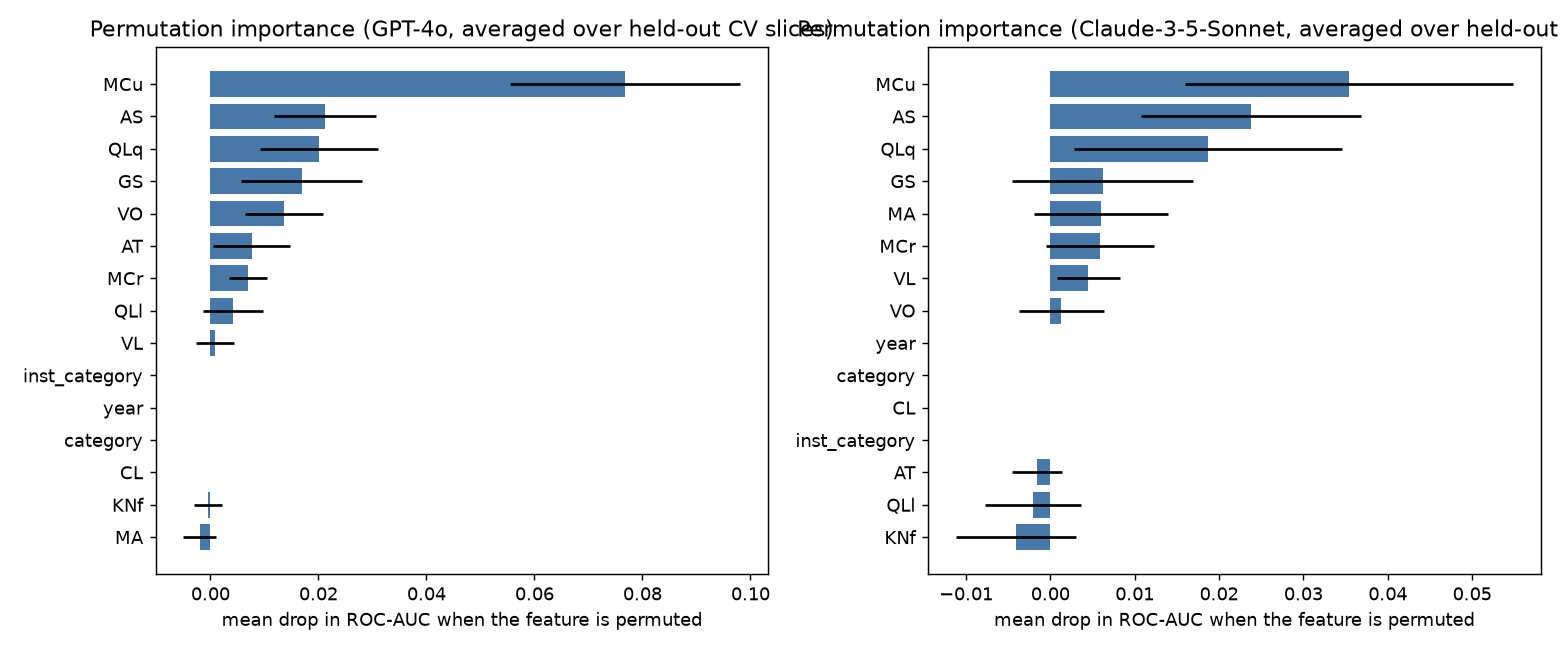 Permutation importance (GPT-4o, averaged over held-out CV slices)
MCu
AS
QLq
GS
VO
AT
MCr
QLl
VL
inst_category
year
category
CL
KNf
MA
0.00 0.02 0.04 0.06 0.08 0.10
mean drop in ROC-AUC when the feature is permuted
Permutation importance (Claude-3-5-Sonnet, averaged over held-out
MCu
AS
QLq
GS
MA
MCr
VL
VO
year
category
CL
inst_category
AT
QLl
KNf
−0.01 0.00 0.01 0.02 0.03 0.04 0.05
mean drop in ROC-AUC when the feature is permuted